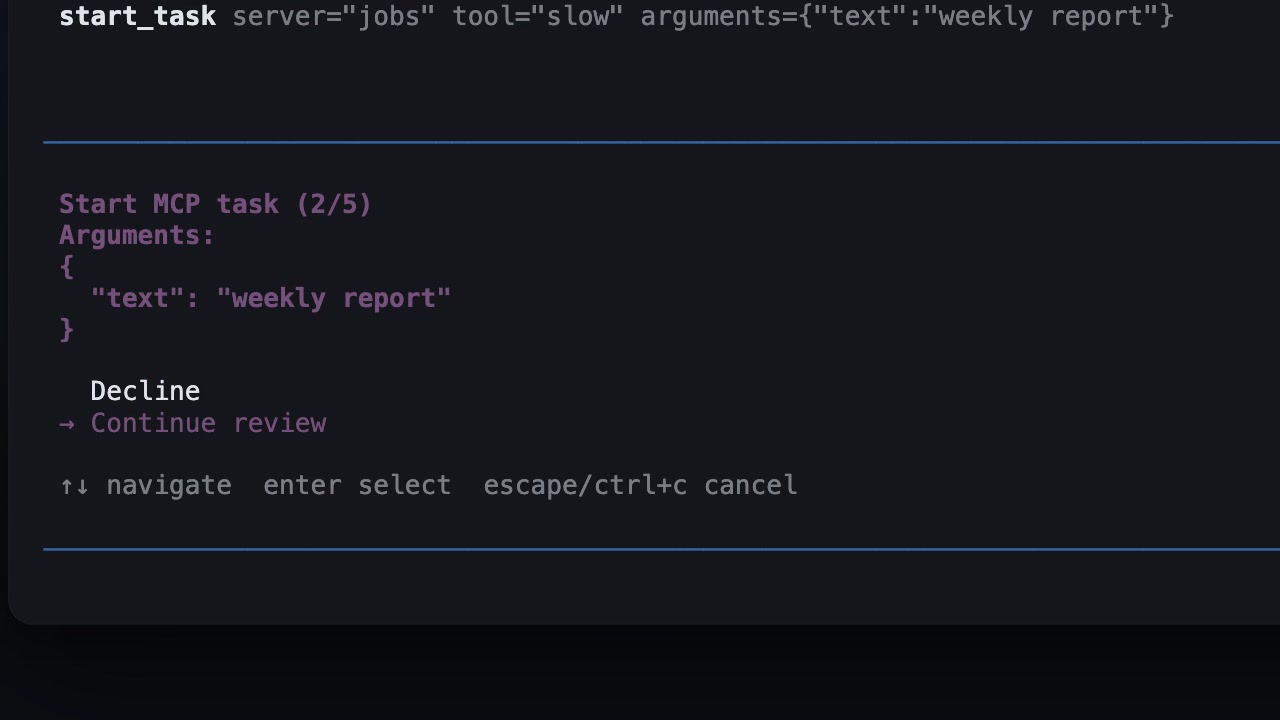 start_task server="jobs" tool="slow" arguments={"text":"weekly report"}
Start MCP task (2/5)
Arguments:
{
  "text": "weekly report"
}
Decline
→ Continue review
↑↓ navigate  enter select  escape/ctrl+c cancel